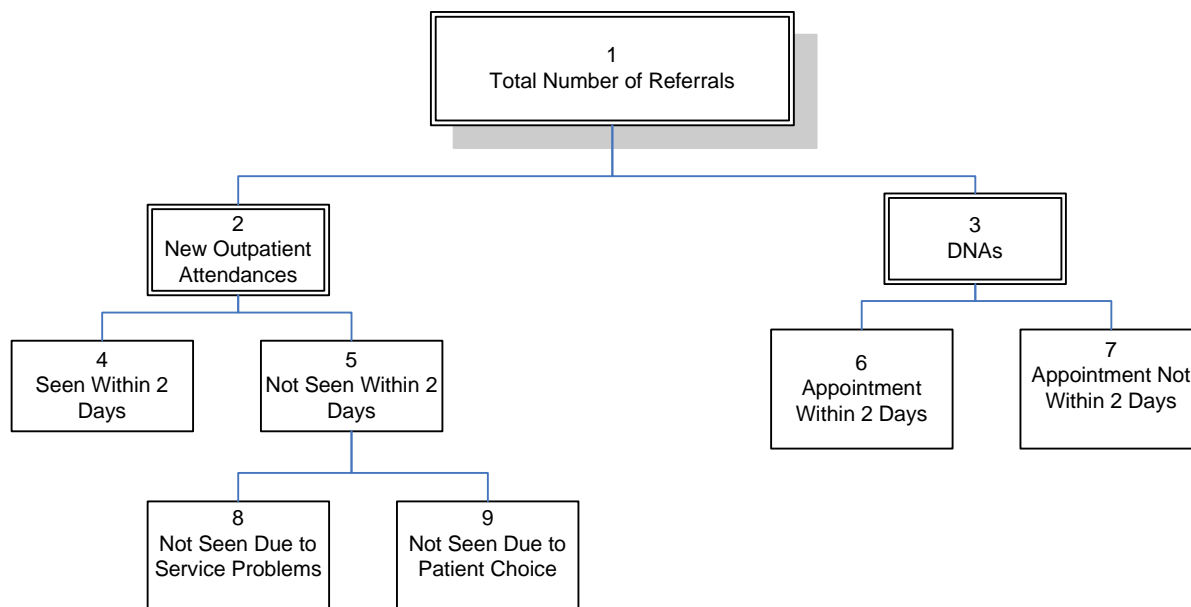 1
Total Number of Referrals
2
New Outpatient
Attendances
3
DNAs
4
Seen Within 2
Days
5
Not Seen Within 2
Days
6
Appointment
Within 2 Days
7
Appointment Not
Within 2 Days
8
Not Seen Due to
Service Problems
9
Not Seen Due to
Patient Choice